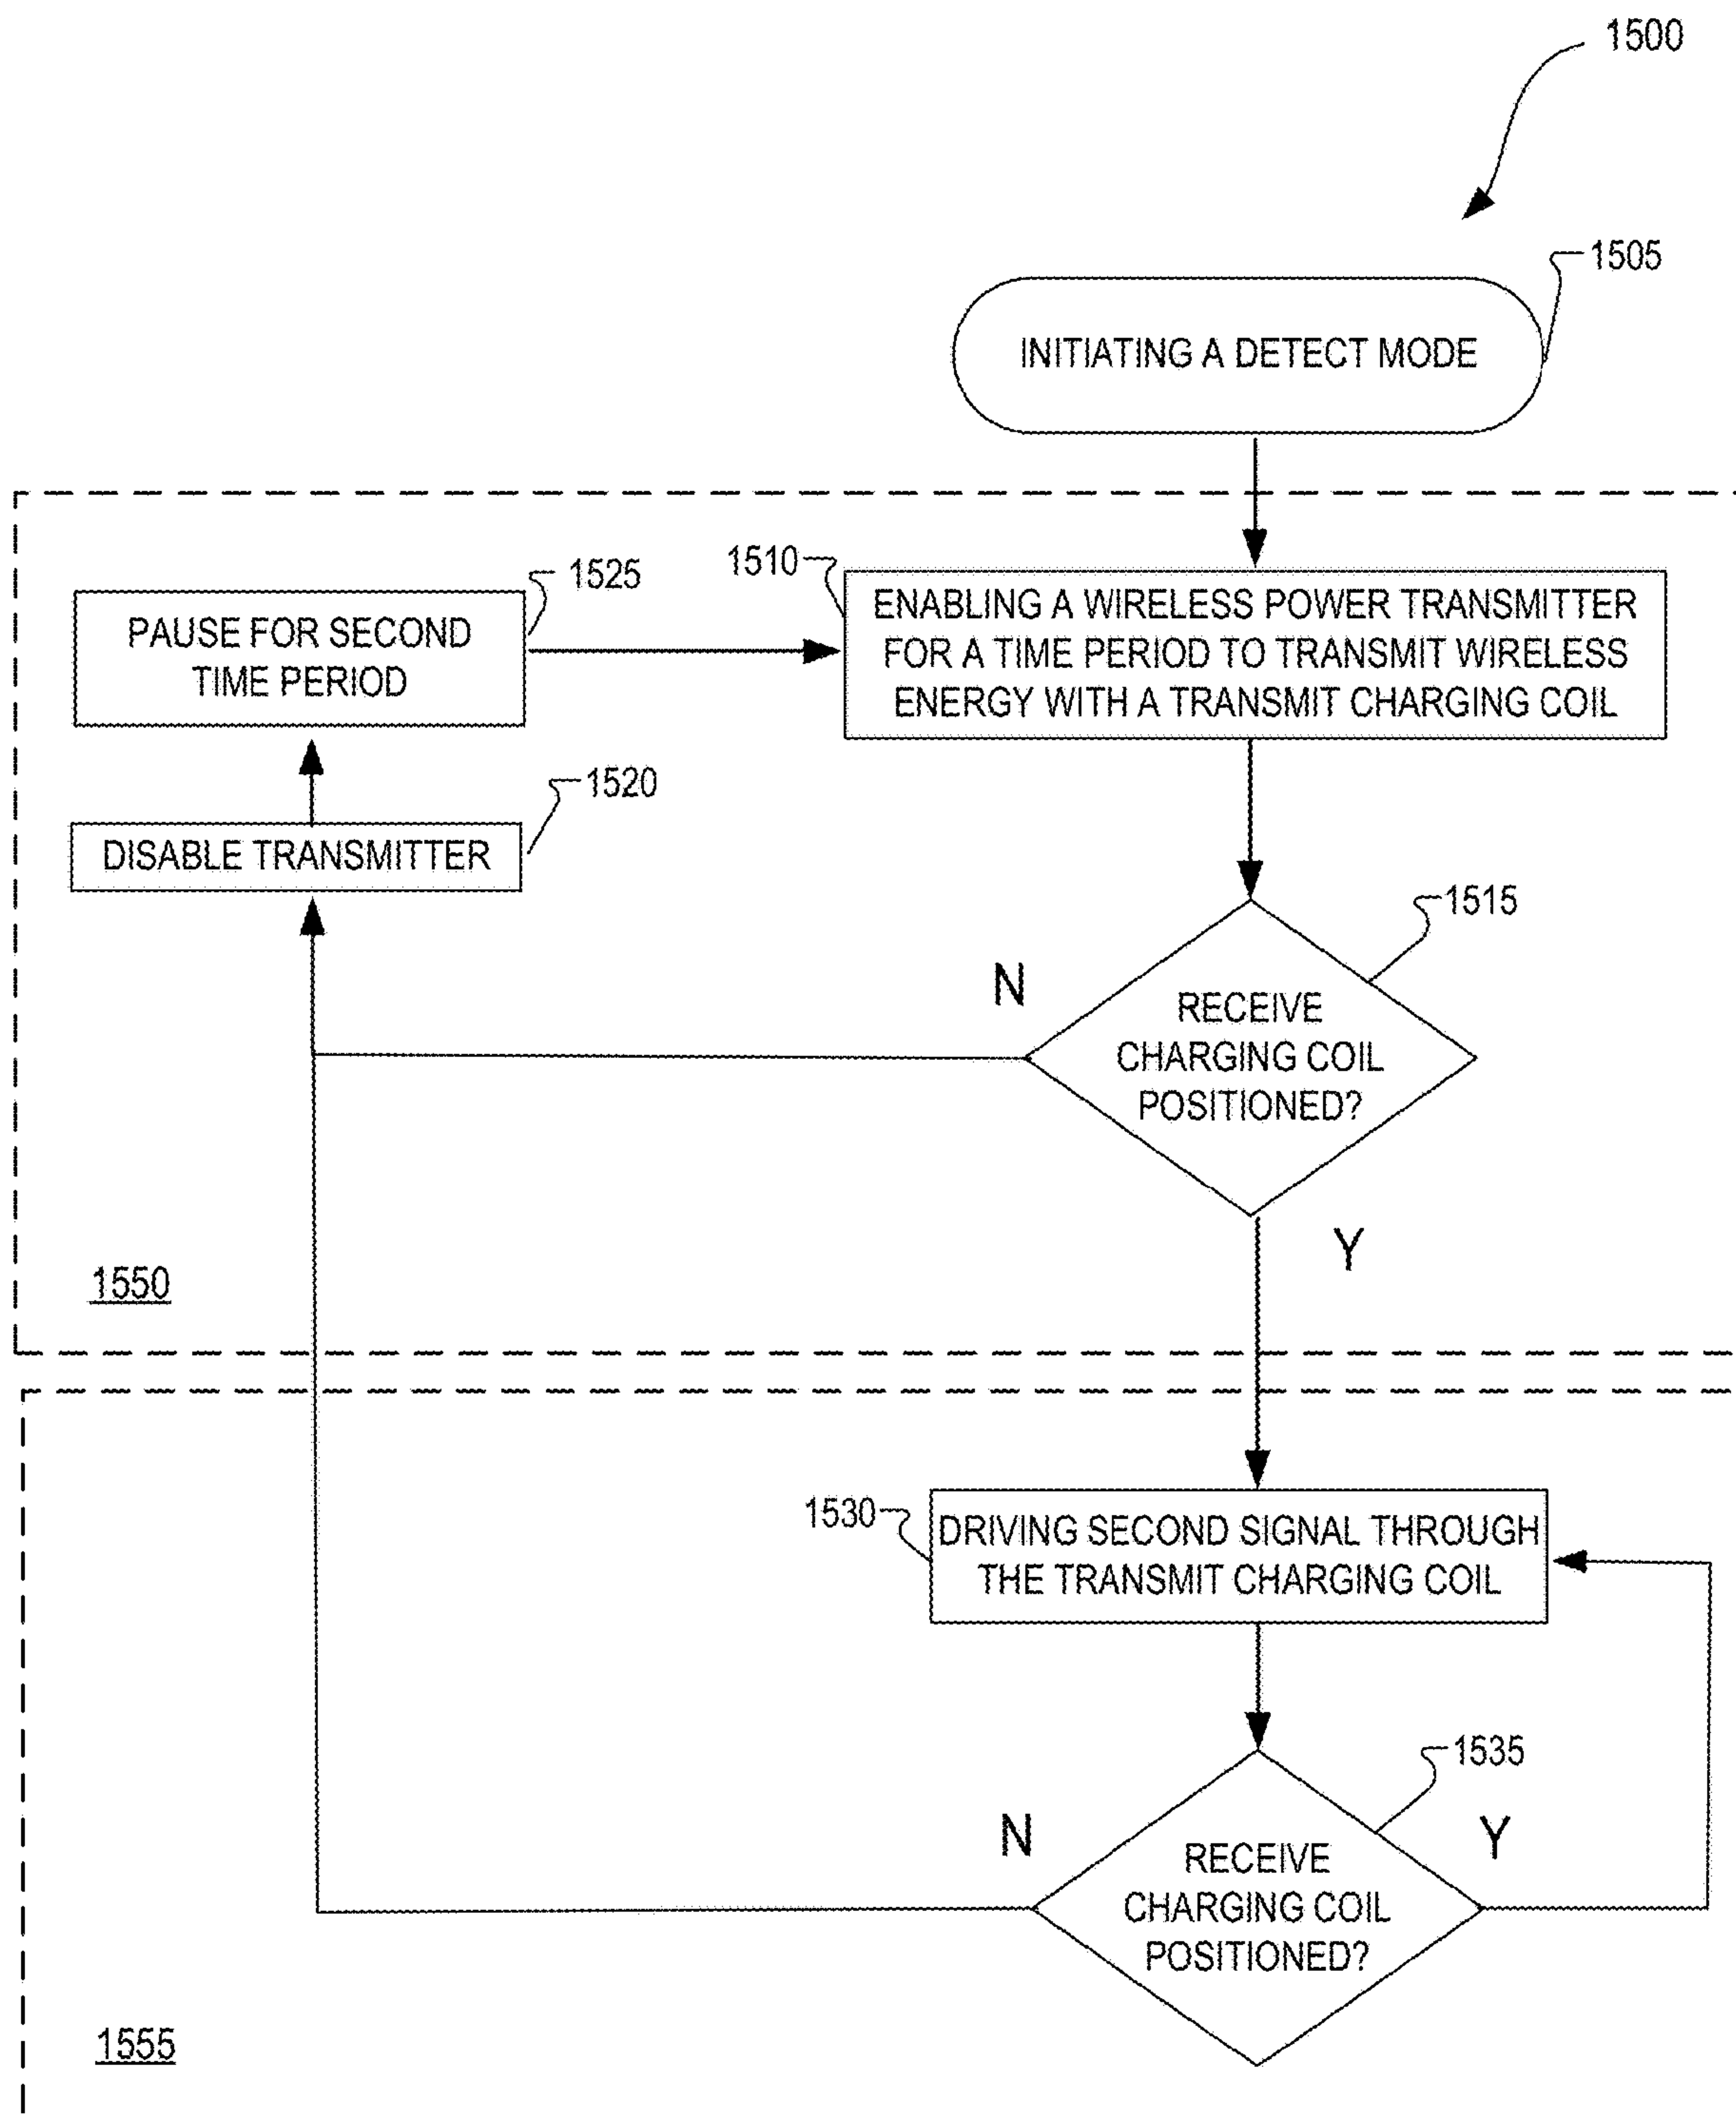 1500
1505
INITIATING A DETECT MODE
1525
1510
PAUSE FOR SECOND
TIME PERIOD
ENABLING A WIRELESS POWER TRANSMITTER
FOR A TIME PERIOD TO TRANSMIT WIRELESS
ENERGY WITH A TRANSMIT CHARGING COIL
1520
DISABLE TRANSMITTER
1515
N
RECEIVE
CHARGING COIL
POSITIONED?
Y
1550
1530
DRIVING SECOND SIGNAL THROUGH
THE TRANSMIT CHARGING COIL
1535
N
Y
RECEIVE
CHARGING COIL
POSITIONED?
1555